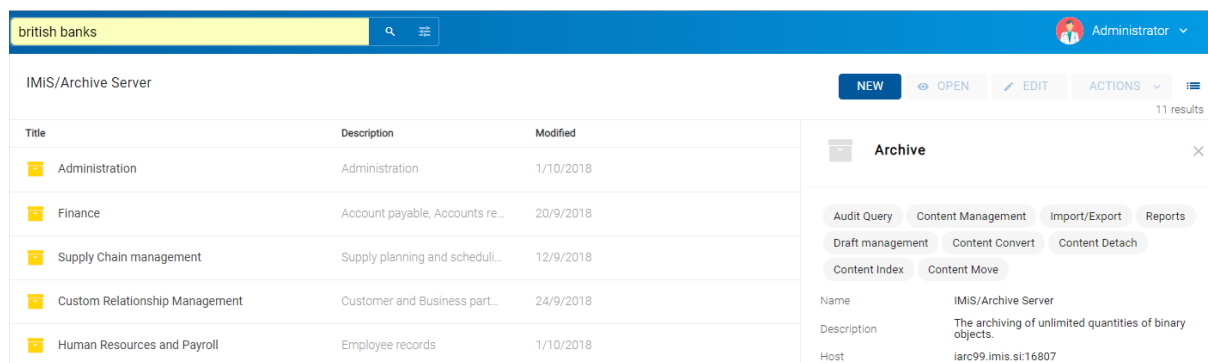 british banks
Administrator
IMiS/Archive Server
NEW OPEN EDIT ACTIONS
11 results
Title Description Modified
Administration Administration 1/10/2018
Finance Account payable, Accounts re... 20/9/2018
Supply Chain management Supply planning and scheduli... 12/9/2018
Custom Relationship Management Customer and Business part... 24/9/2018
Human Resources and Payroll Employee records 1/10/2018
Archive
Audit Query Content Management Import/Export Reports
Draft management Content Convert Content Detach
Content Index Content Move
Name IMiS/Archive Server
Description The archiving of unlimited quantities of binary
objects.
Host iarc99.imis.si:16807